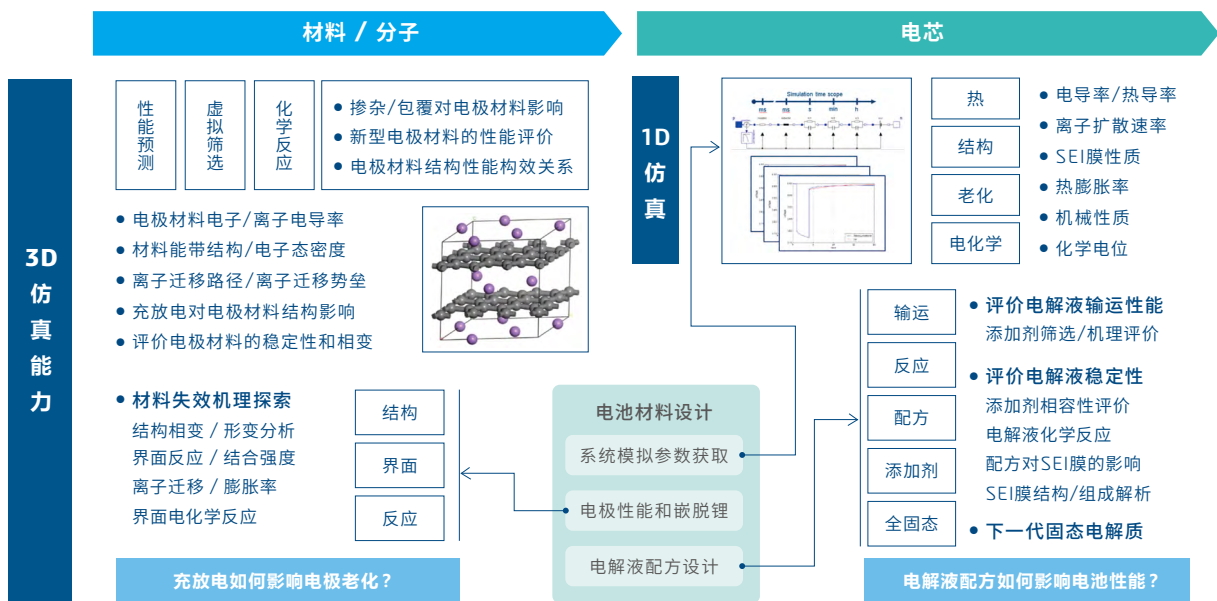 材料 / 分子
电芯
3D仿真能力
性能预测
虚拟筛选
化学反应
• 掺杂/包覆对电极材料影响
• 新型电极材料的性能评价
• 电极材料结构性能构效关系
• 电极材料电子/离子电导率
• 材料能带结构/电子态密度
• 离子迁移路径/离子迁移势垒
• 充放电对电极材料结构影响
• 评价电极材料的稳定性和相变
• 材料失效机理探索
结构相变 / 形变分析
界面反应 / 结合强度
离子迁移 / 膨胀率
界面电化学反应
结构
界面
反应
充放电如何影响电极老化？
电池材料设计
系统模拟参数获取
电极性能和嵌脱锂
电解液配方设计
1D仿真
Simulation time scope
ms
s
min
h
热
结构
老化
电化学
• 电导率/热导率
• 离子扩散速率
• SEI膜性质
• 热膨胀率
• 机械性质
• 化学电位
输运
反应
配方
添加剂
全固态
• 评价电解液输运性能
添加剂筛选/机理评价
• 评价电解液稳定性
添加剂相容性评价
电解液化学反应
配方对SEI膜的影响
SEI膜结构/组成解析
• 下一代固态电解质
电解液配方如何影响电池性能？